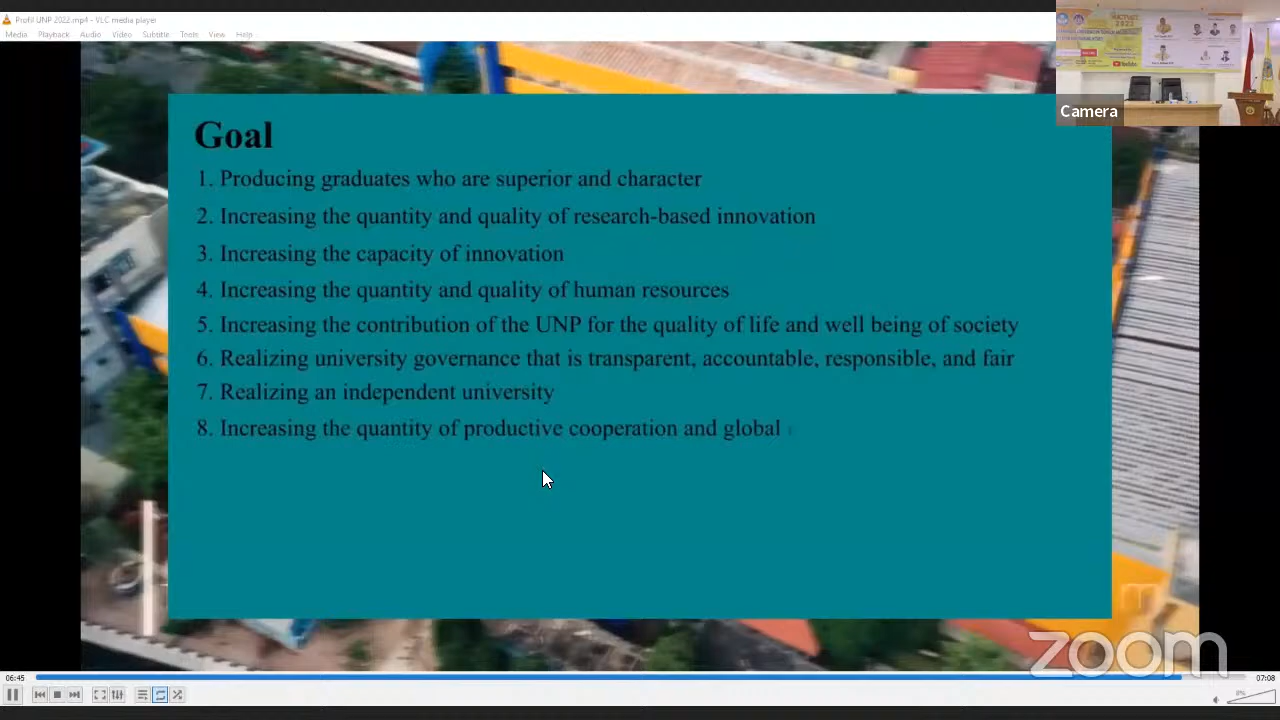 Profil UNP 2022.mp4 - VLC media player
Media Playback Audio Video Subtitle Tools View Help
Camera
Goal
1. Producing graduates who are superior and character
2. Increasing the quantity and quality of research-based innovation
3. Increasing the capacity of innovation
4. Increasing the quantity and quality of human resources
5. Increasing the contribution of the UNP for the quality of life and well being of society
6. Realizing university governance that is transparent, accountable, responsible, and fair
7. Realizing an independent university
8. Increasing the quantity of productive cooperation and global
zoom
06:45
07:08
0%